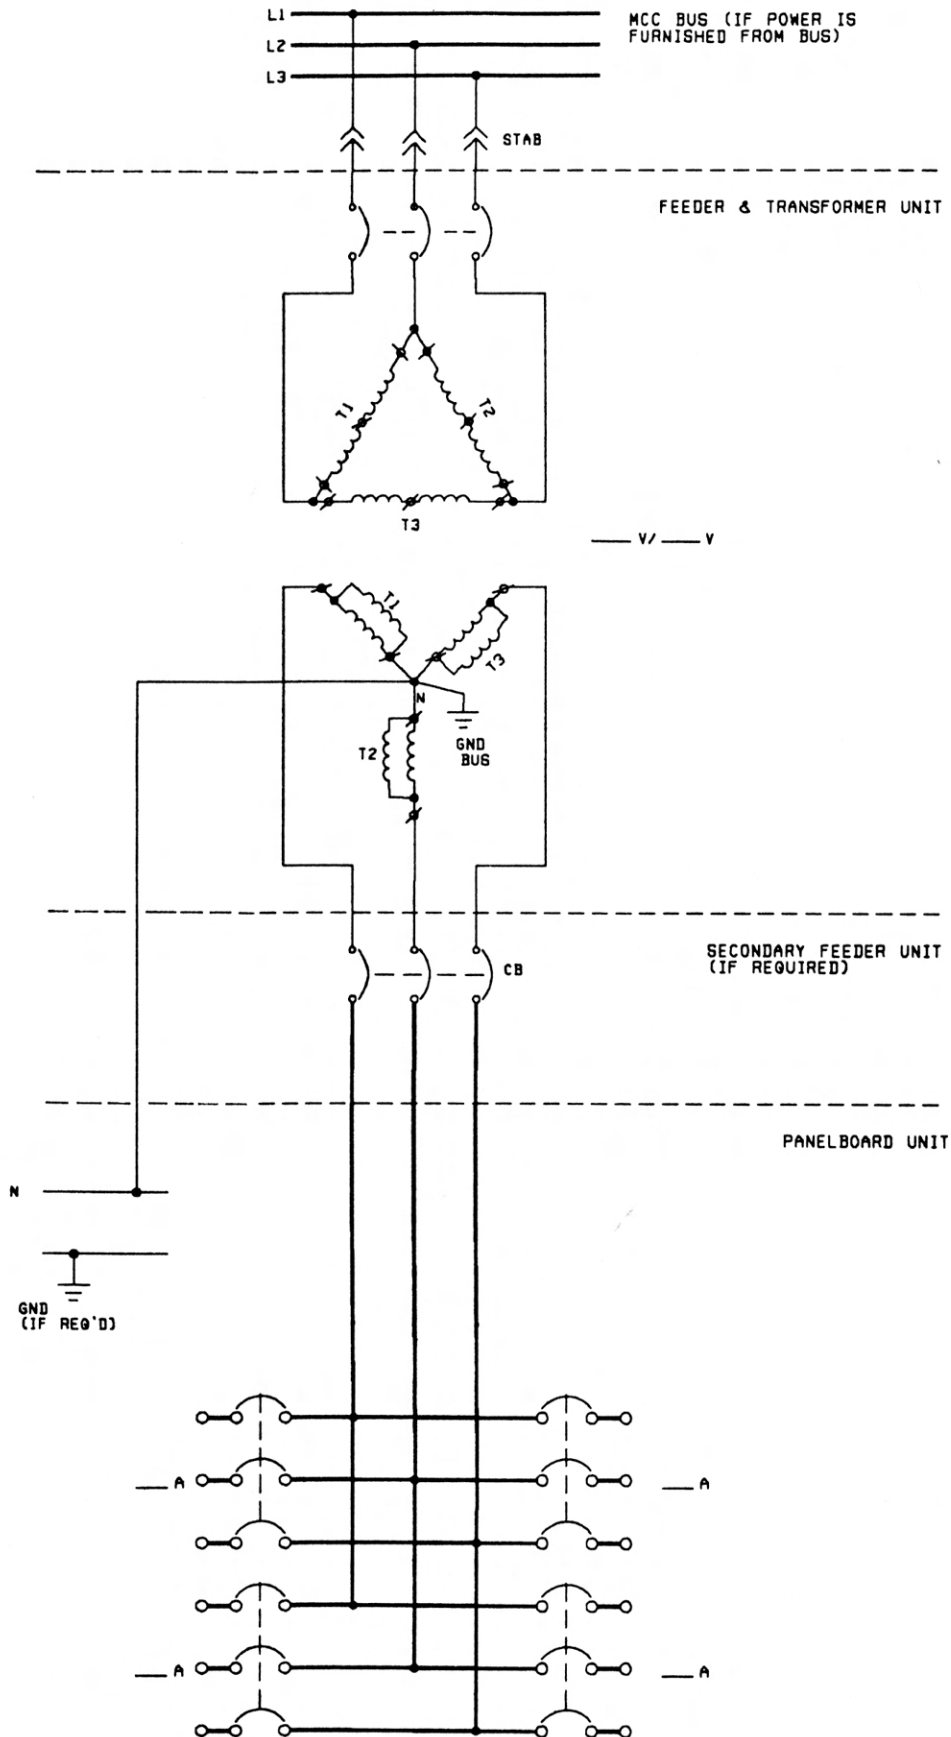 L1
MCC BUS (IF POWER IS
FURNISHED FROM BUS)
L2
L3
STAB
FEEDER & TRANSFORMER UNIT
T1
T2
T3
V/ V
T1
T3
N
GND
BUS
T2
SECONDARY FEEDER UNIT
(IF REQUIRED)
CB
PANELBOARD UNIT
N
GND
(IF REQ'D)
A
A
A
A